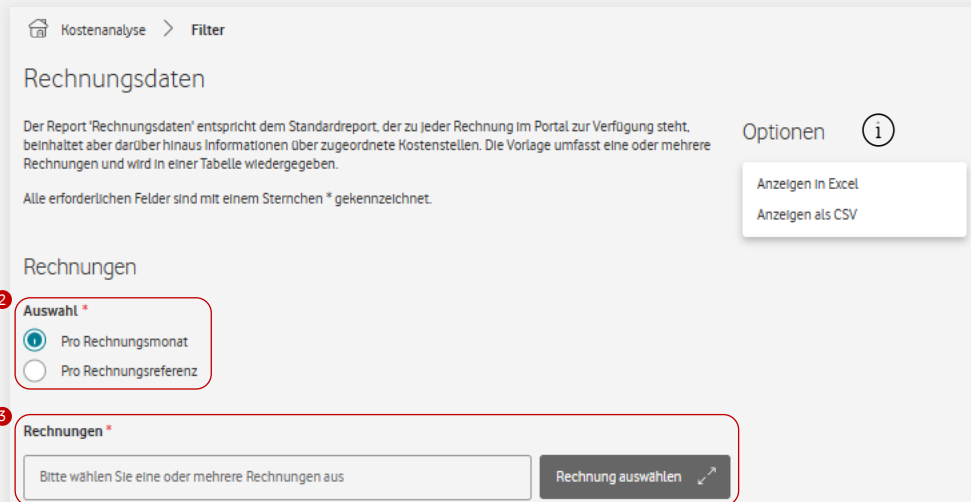 Kostenanalyse > Filter
Rechnungsdaten
Der Report 'Rechnungsdaten' entspricht dem Standardreport, der zu jeder Rechnung im Portal zur Verfügung steht,
beinhaltet aber darüber hinaus Informationen über zugeordnete Kostenstellen. Die Vorlage umfasst eine oder mehrere
Rechnungen und wird in einer Tabelle wiedergegeben.
Alle erforderlichen Felder sind mit einem Sternchen * gekennzeichnet.
Optionen i
Anzeigen in Excel
Anzeigen als CSV
Rechnungen
2
Auswahl *
Pro Rechnungsmonat
Pro Rechnungsreferenz
3
Rechnungen *
Bitte wählen Sie eine oder mehrere Rechnungen aus
Rechnung auswählen